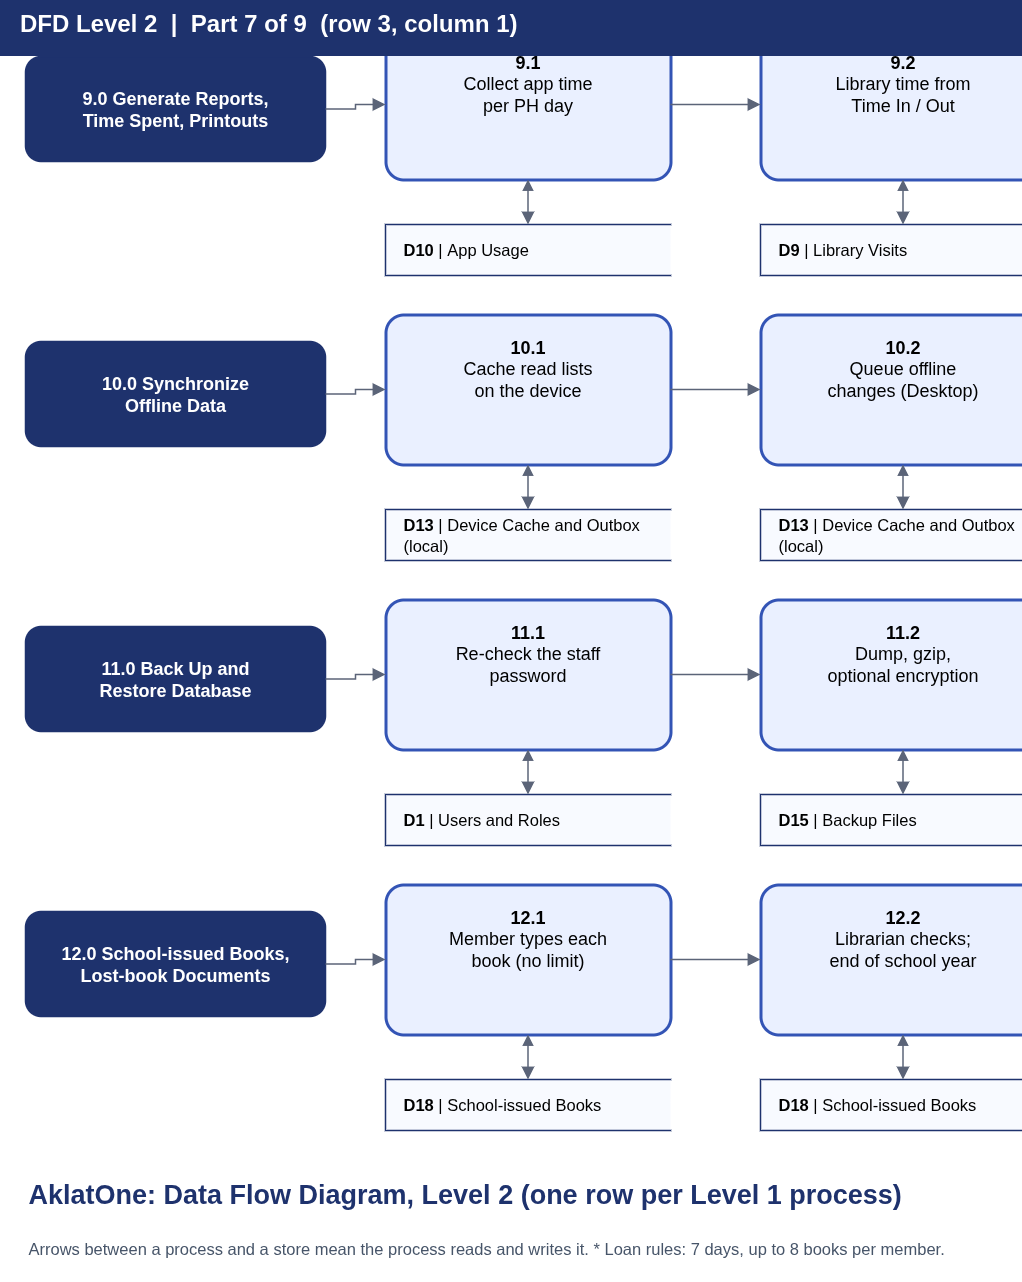 DFD Level 2 | Part 7 of 9 (row 3, column 1)
9.0 Generate Reports,
Time Spent, Printouts
9.1
Collect app time
per PH day
9.2
Library time from
Time In / Out
D10 | App Usage
D9 | Library Visits
10.0 Synchronize
Offline Data
10.1
Cache read lists
on the device
10.2
Queue offline
changes (Desktop)
D13 | Device Cache and Outbox
(local)
D13 | Device Cache and Outbox
(local)
11.0 Back Up and
Restore Database
11.1
Re-check the staff
password
11.2
Dump, gzip,
optional encryption
D1 | Users and Roles
D15 | Backup Files
12.0 School-issued Books,
Lost-book Documents
12.1
Member types each
book (no limit)
12.2
Librarian checks;
end of school year
D18 | School-issued Books
D18 | School-issued Books
AklatOne: Data Flow Diagram, Level 2 (one row per Level 1 process)
Arrows between a process and a store mean the process reads and writes it. * Loan rules: 7 days, up to 8 books per member.